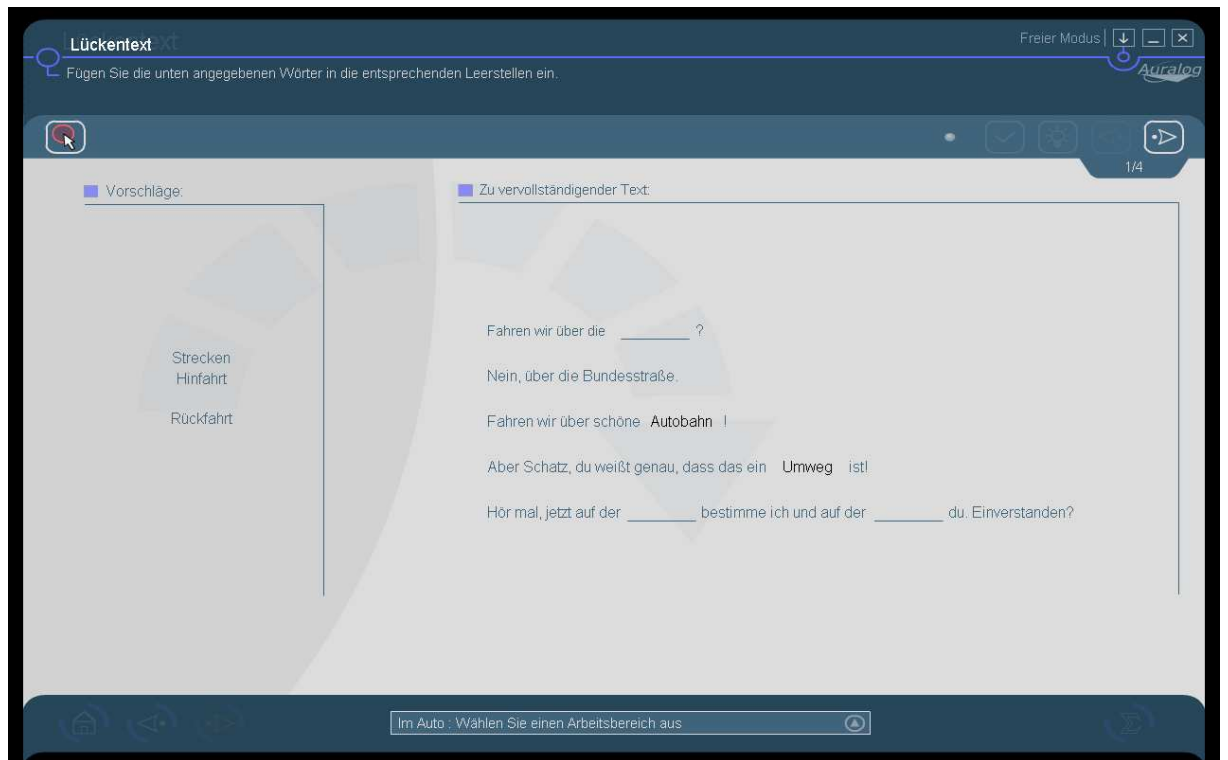 Lückentext
Freier Modus
Fügen Sie die unten angegebenen Wörter in die entsprechenden Leerstellen ein.
Auralog
1/4
Vorschläge:
Strecken
Hinfahrt
Rückfahrt
Zu vervollständigender Text:
Fahren wir über die _________ ?
Nein, über die Bundesstraße.
Fahren wir über schöne Autobahn !
Aber Schatz, du weißt genau, dass das ein Umweg ist!
Hör mal, jetzt auf der _________ bestimme ich und auf der _________ du. Einverstanden?
Im Auto : Wählen Sie einen Arbeitsbereich aus